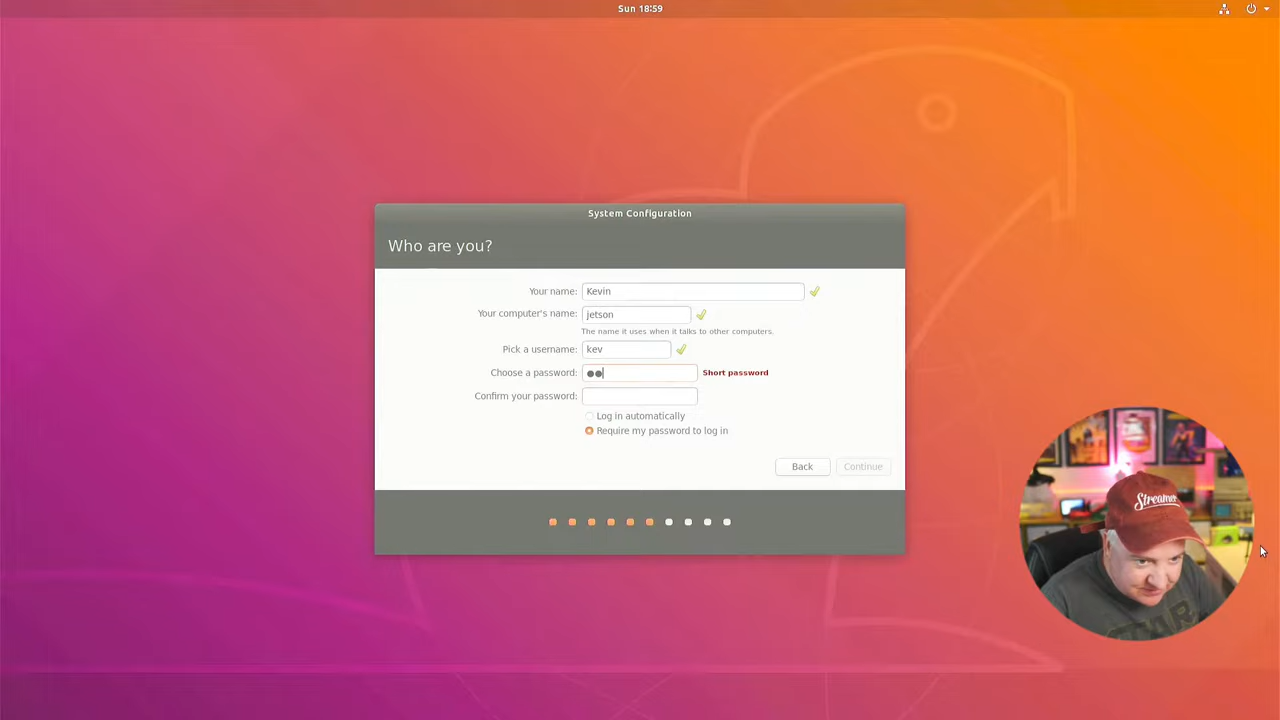 Sun 18:59
System Configuration
Who are you?
Your name: Kevin
Your computer's name: jetson
The name it uses when it talks to other computers.
Pick a username: kev
Choose a password: ●● Short password
Confirm your password:
Log in automatically
Require my password to log in
Back Continue
Streamer